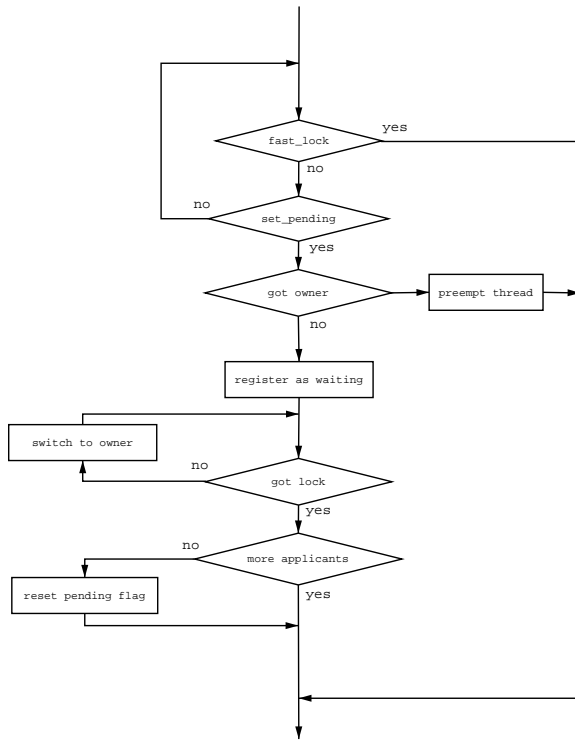 yes
fast_lock
no
no
set_pending
yes
got owner
preempt thread
no
register as waiting
switch to owner
no
got lock
yes
no
more applicants
reset pending flag
yes